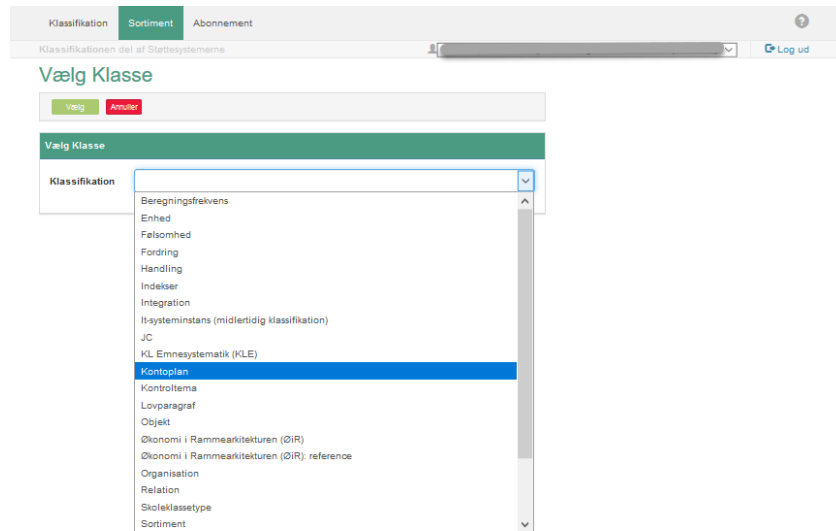 Klassifikation Sortiment Abonnement ?
Klassifikationen del af Støttesystemerne Log ud
Vælg Klasse
Vælg Annuller
Vælg Klasse
Klassifikation
Beregningsfrekvens
Enhed
Følsomhed
Fordring
Handling
Indekser
Integration
It-systeminstans (midlertidig klassifikation)
JC
KL Emnesystematik (KLE)
Kontoplan
Kontroltema
Lovparagraf
Objekt
Økonomi i Rammearkitekturen (ØiR)
Økonomi i Rammearkitekturen (ØiR): reference
Organisation
Relation
Skoleklassetype
Sortiment